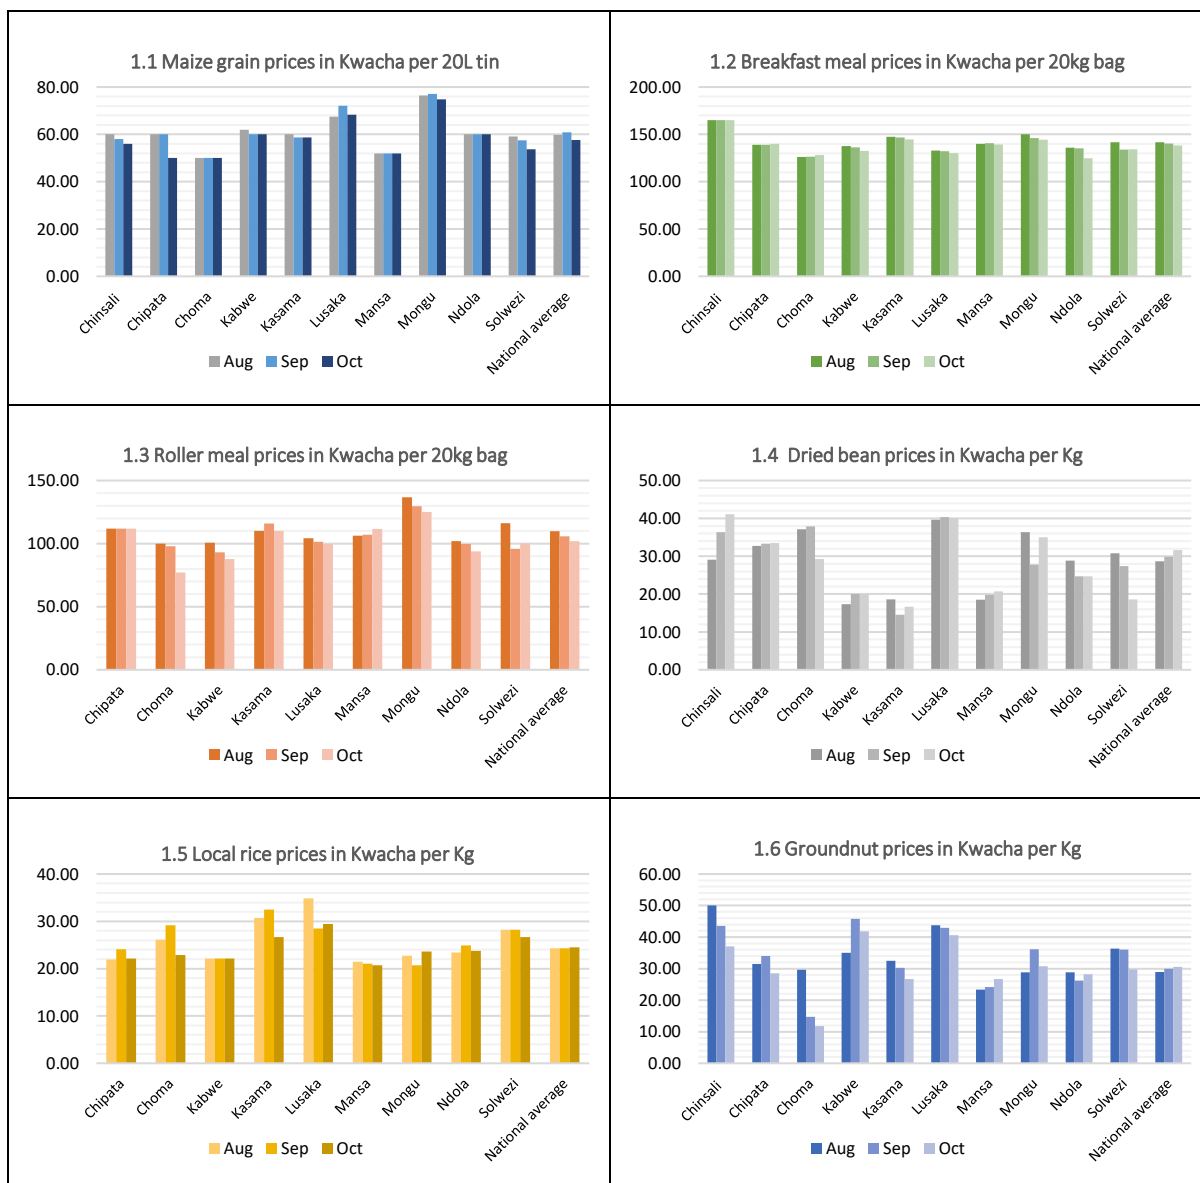 1.1 Maize grain prices in Kwacha per 20L tin
80.00
60.00
40.00
20.00
0.00
Chinsali
Chipata
Choma
Kabwe
Kasama
Lusaka
Mansa
Mongu
Ndola
Solwezi
National average
Aug Sep Oct
1.2 Breakfast meal prices in Kwacha per 20kg bag
200.00
150.00
100.00
50.00
0.00
Chinsali
Chipata
Choma
Kabwe
Kasama
Lusaka
Mansa
Mongu
Ndola
Solwezi
National average
Aug Sep Oct
1.3 Roller meal prices in Kwacha per 20kg bag
150.00
100.00
50.00
0.00
Chipata
Choma
Kabwe
Kasama
Lusaka
Mansa
Mongu
Ndola
Solwezi
National average
Aug Sep Oct
1.4 Dried bean prices in Kwacha per Kg
50.00
40.00
30.00
20.00
10.00
0.00
Chinsali
Chipata
Choma
Kabwe
Kasama
Lusaka
Mansa
Mongu
Ndola
Solwezi
National average
Aug Sep Oct
1.5 Local rice prices in Kwacha per Kg
40.00
30.00
20.00
10.00
0.00
Chipata
Choma
Kabwe
Kasama
Lusaka
Mansa
Mongu
Ndola
Solwezi
National average
Aug Sep Oct
1.6 Groundnut prices in Kwacha per Kg
60.00
50.00
40.00
30.00
20.00
10.00
0.00
Chinsali
Chipata
Choma
Kabwe
Kasama
Lusaka
Mansa
Mongu
Ndola
Solwezi
National average
Aug Sep Oct